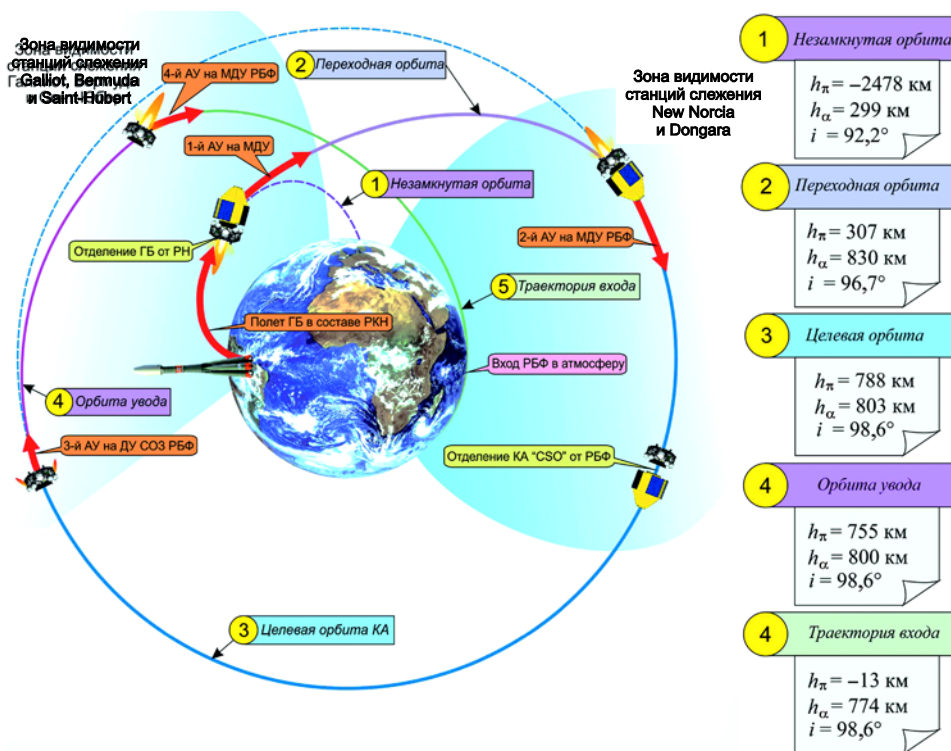 Зона видимости
станций слежения
Galliot, Bermuda
и Saint-Hubert
4-й АУ на МДУ РБФ
2 Переходная орбита
Зона видимости
станций слежения
New Norcia
и Dongara
1-й АУ на МДУ
1 Незамкнутая орбита
Отделение ГБ от РН
2-й АУ на МДУ РБФ
5 Траектория входа
Полет ГБ в составе РКН
Вход РБФ в атмосферу
4 Орбита увода
3-й АУ на ДУ СОЗ РБФ
Отделение КА "CSO" от РБФ
3 Целевая орбита КА
1 Незамкнутая орбита
hπ = −2478 км
hα = 299 км
i = 92,2°
2 Переходная орбита
hπ = 307 км
hα = 830 км
i = 96,7°
3 Целевая орбита
hπ = 788 км
hα = 803 км
i = 98,6°
4 Орбита увода
hπ = 755 км
hα = 800 км
i = 98,6°
4 Траектория входа
hπ = −13 км
hα = 774 км
i = 98,6°